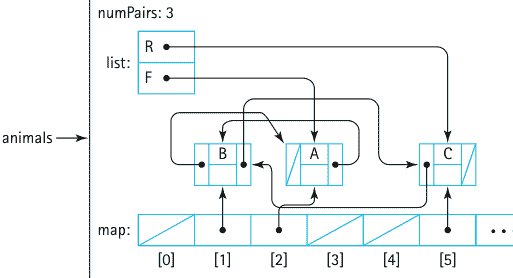 numPairs: 3
R
list:
F
animals
B A C
map:
[0] [1] [2] [3] [4] [5]